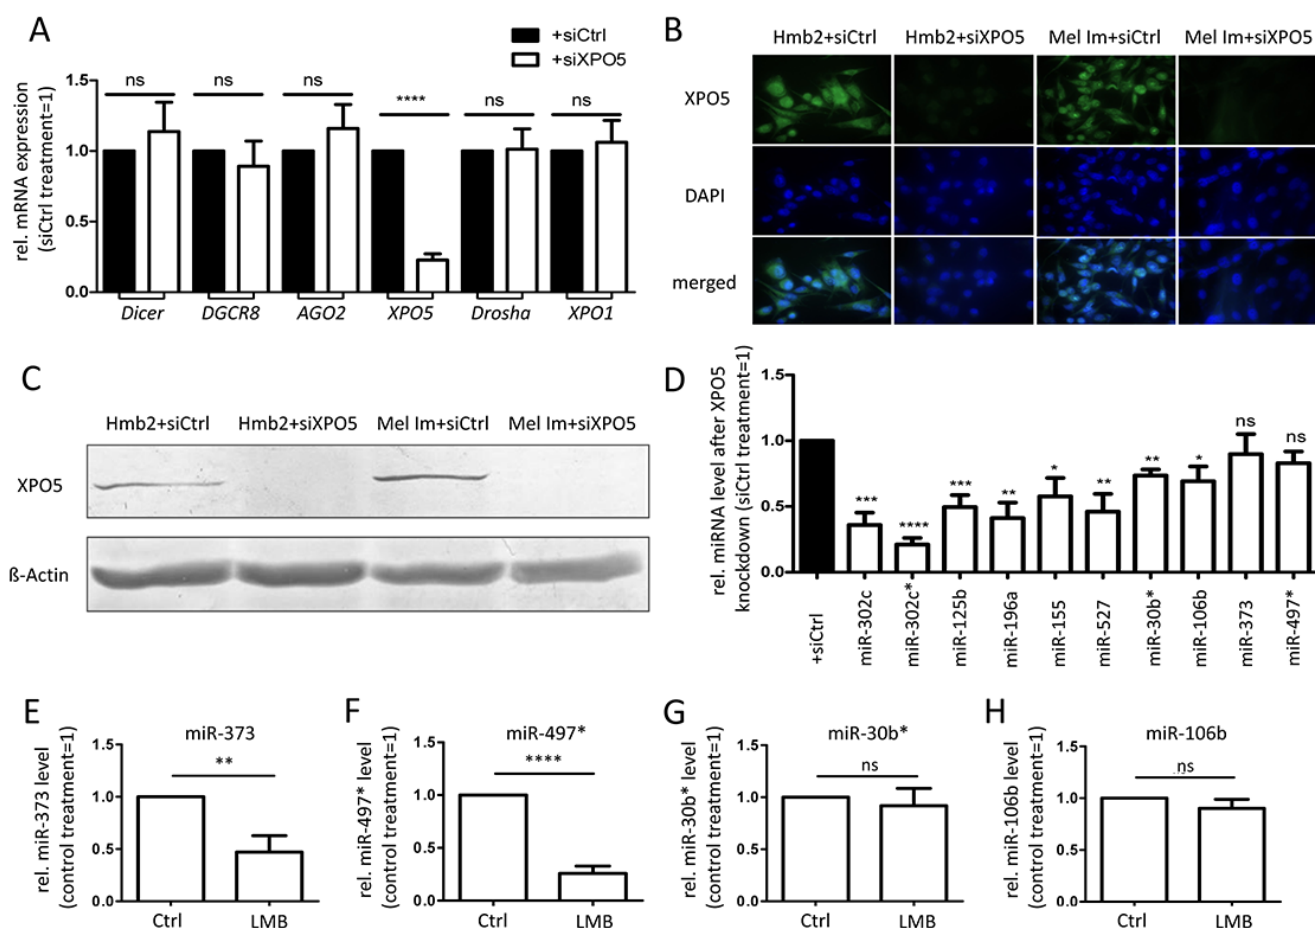 A
+siCtrl
+siXPO5
rel. mRNA expression
(siCtrl treatment=1)
1.5
1.0
0.5
0.0
ns
ns
ns
****
ns
ns
Dicer
DGCR8
AGO2
XPO5
Drosha
XPO1
B
Hmb2+siCtrl
Hmb2+siXPO5
Mel Im+siCtrl
Mel Im+siXPO5
XPO5
DAPI
merged
C
Hmb2+siCtrl
Hmb2+siXPO5
Mel Im+siCtrl
Mel Im+siXPO5
XPO5
ß-Actin
D
rel. miRNA level after XPO5
knockdown (siCtrl treatment=1)
1.5
1.0
0.5
0.0
***
****
***
**
*
**
**
*
ns
ns
+siCtrl
miR-302c
miR-302c*
miR-125b
miR-196a
miR-155
miR-527
miR-30b*
miR-106b
miR-373
miR-497*
E
miR-373
rel. miR-373 level
(control treatment=1)
1.5
1.0
0.5
0.0
**
Ctrl
LMB
F
miR-497*
rel. miR-497* level
(control treatment=1)
1.5
1.0
0.5
0.0
****
Ctrl
LMB
G
miR-30b*
rel. miR-30b* level
(control treatment=1)
1.5
1.0
0.5
0.0
ns
Ctrl
LMB
H
miR-106b
rel. miR-106b level
(control treatment=1)
1.5
1.0
0.5
0.0
ns
Ctrl
LMB